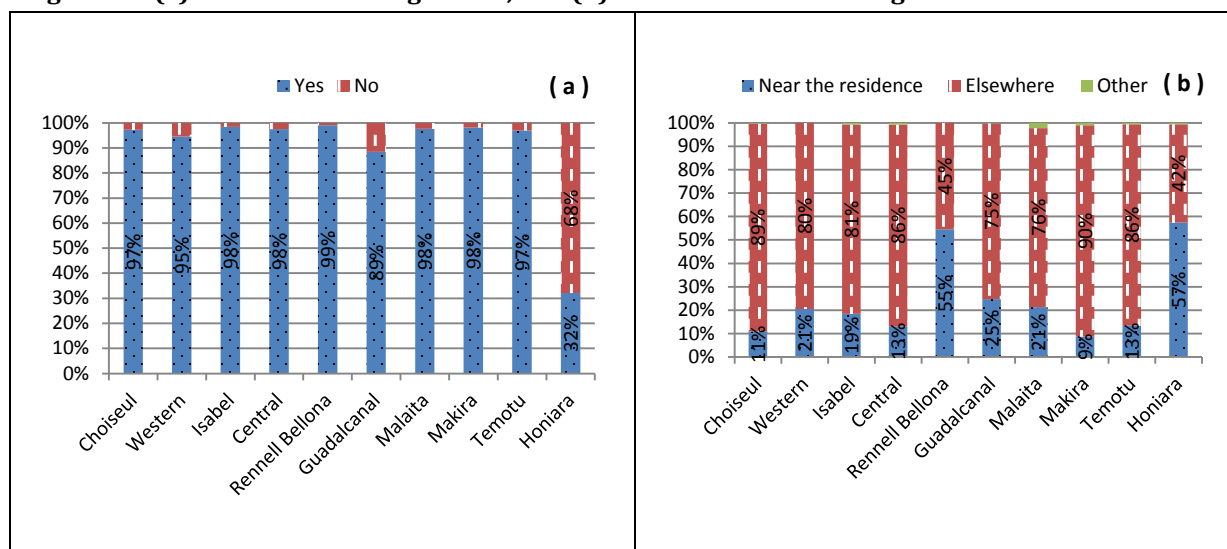 Yes No ( a )
100%
90%
80%
70%
60%
50%
40%
30%
20%
10%
0%
97%
95%
98%
98%
99%
89%
98%
98%
97%
32%
68%
Choiseul
Western
Isabel
Central
Rennell Bellona
Guadalcanal
Malaita
Makira
Temotu
Honiara
Near the residence Elsewhere Other ( b )
100%
90%
80%
70%
60%
50%
40%
30%
20%
10%
0%
89%
80%
81%
86%
45%
75%
76%
90%
86%
42%
11%
21%
19%
13%
55%
25%
21%
9%
13%
57%
Choiseul
Western
Isabel
Central
Rennell Bellona
Guadalcanal
Malaita
Makira
Temotu
Honiara